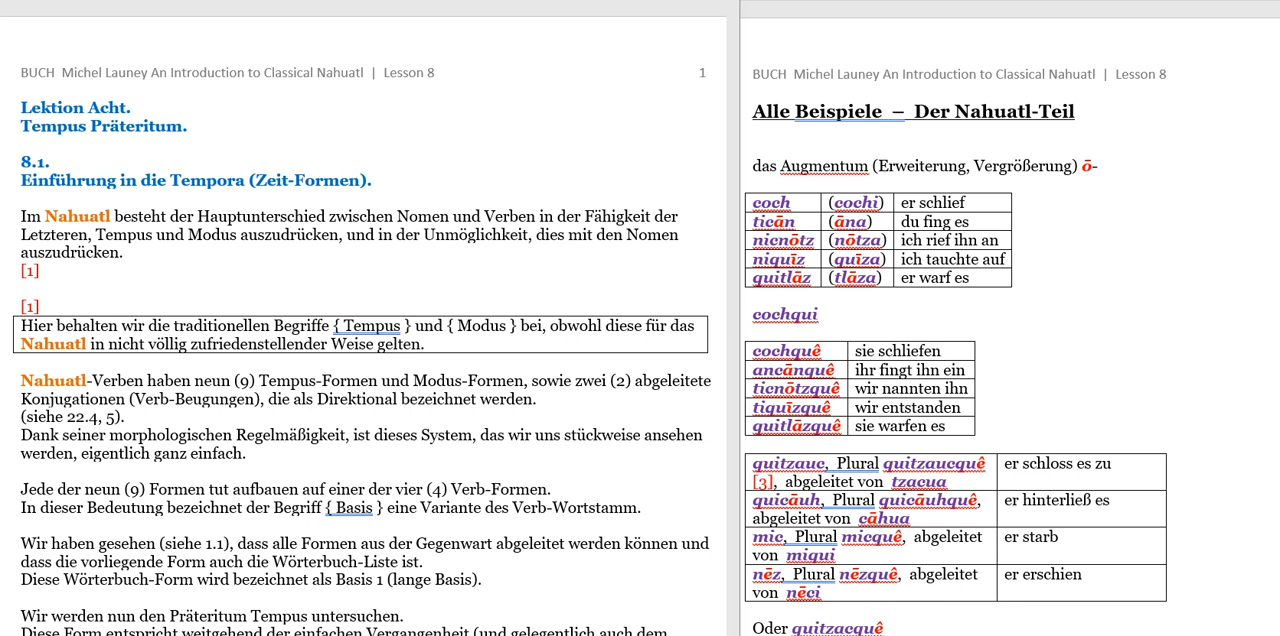 BUCH Michel Launey An Introduction to Classical Nahuatl | Lesson 8 1
Lektion Acht.
Tempus Präteritum.
8.1.
Einführung in die Tempora (Zeit-Formen).
Im Nahuatl besteht der Hauptunterschied zwischen Nomen und Verben in der Fähigkeit der
Letzteren, Tempus und Modus auszudrücken, und in der Unmöglichkeit, dies mit den Nomen
auszudrücken.
[1]
[1]
Hier behalten wir die traditionellen Begriffe { Tempus } und { Modus } bei, obwohl diese für das
Nahuatl in nicht völlig zufriedenstellender Weise gelten.
Nahuatl-Verben haben neun (9) Tempus-Formen und Modus-Formen, sowie zwei (2) abgeleitete
Konjugationen (Verb-Beugungen), die als Direktional bezeichnet werden.
(siehe 22.4, 5).
Dank seiner morphologischen Regelmäßigkeit, ist dieses System, das wir uns stückweise ansehen
werden, eigentlich ganz einfach.
Jede der neun (9) Formen tut aufbauen auf einer der vier (4) Verb-Formen.
In dieser Bedeutung bezeichnet der Begriff { Basis } eine Variante des Verb-Wortstamm.
Wir haben gesehen (siehe 1.1), dass alle Formen aus der Gegenwart abgeleitet werden können und
dass die vorliegende Form auch die Wörterbuch-Liste ist.
Diese Wörterbuch-Form wird bezeichnet als Basis 1 (lange Basis).
Wir werden nun den Präteritum Tempus untersuchen.
Diese Form entspricht weitgehend der einfachen Vergangenheit (und gelegentlich auch dem
BUCH Michel Launey An Introduction to Classical Nahuatl | Lesson 8
Alle Beispiele – Der Nahuatl-Teil
das Augmentum (Erweiterung, Vergrößerung) ō-
coch (cochi) er schlief
ticān (āna) du fing es
nicnōtz (nōtza) ich rief ihn an
niquīz (quīza) ich tauchte auf
quitlāz (tlāza) er warf es
cochqui
cochquê sie schliefen
ancānquê ihr fingt ihn ein
ticnōtzquê wir nannten ihn
tiquīzquê wir entstanden
quitlāzquê sie warfen es
quitzauc, Plural quitzaucquê er schloss es zu
[3], abgeleitet von tzacua
quicāuh, Plural quicāuhquê, er hinterließ es
abgeleitet von cāhua
mic, Plural micquê, abgeleitet er starb
von miqui
nēz, Plural nēzquê, abgeleitet er erschien
von nēci
Oder quitzacquê